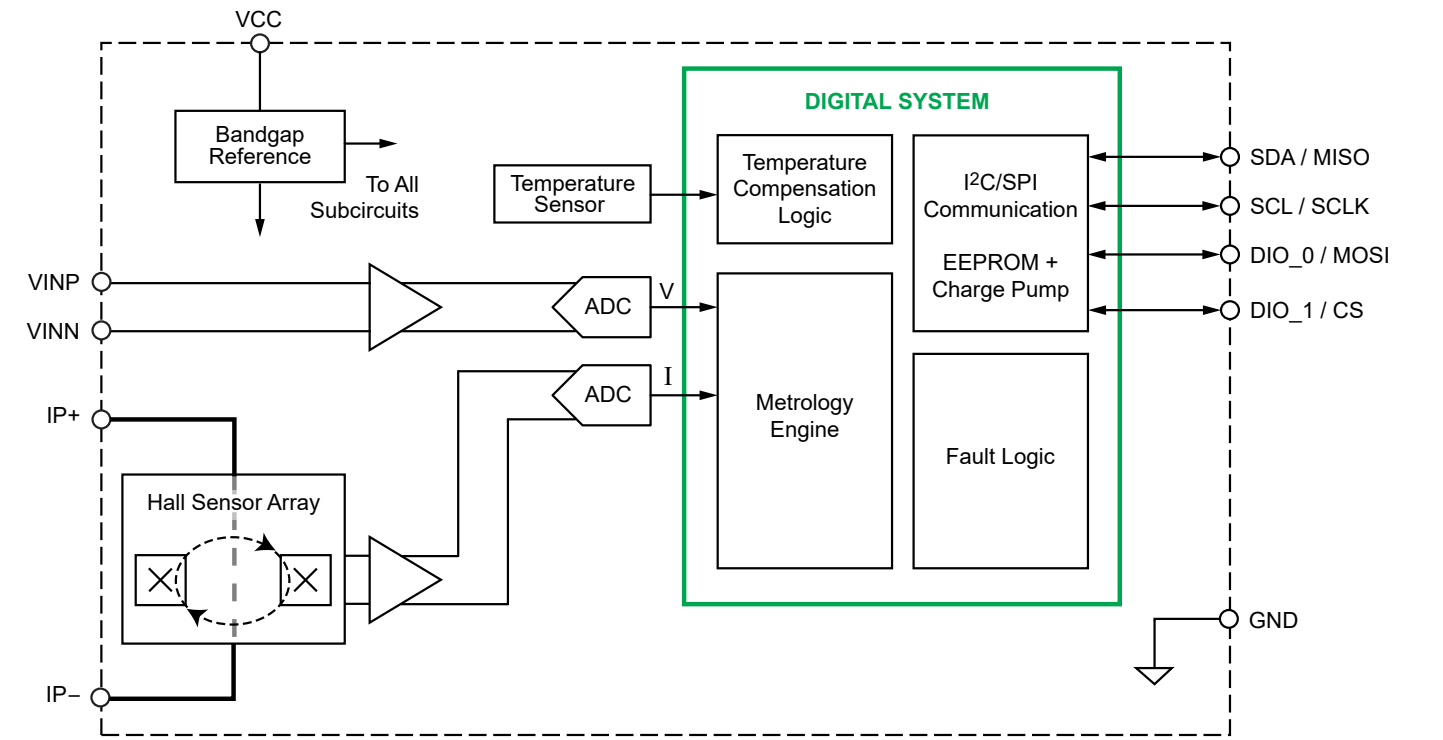 VCC
DIGITAL SYSTEM
Bandgap
Reference
To All
Subcircuits
Temperature
Sensor
Temperature
Compensation
Logic
I²C/SPI
Communication
EEPROM +
Charge Pump
SDA / MISO
SCL / SCLK
DIO_0 / MOSI
DIO_1 / CS
VINP
VINN
ADC
V
ADC
I
Metrology
Engine
Fault Logic
IP+
Hall Sensor Array
IP–
GND